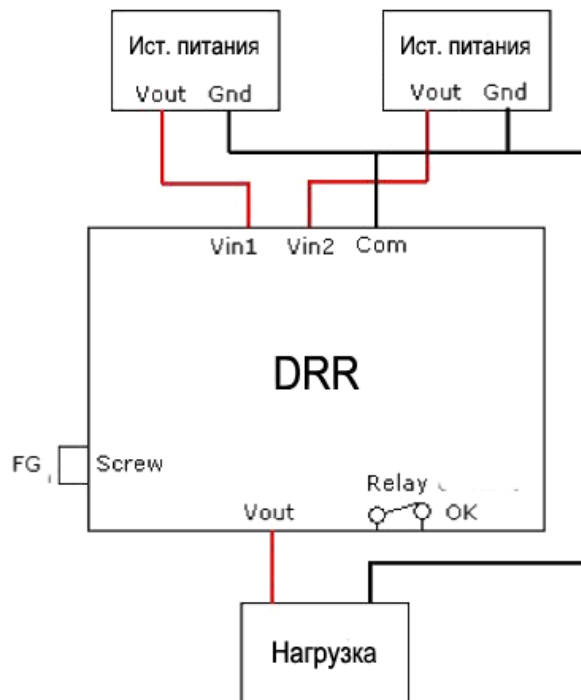 Ист. питания
Ист. питания
Vout Gnd
Vout Gnd
Vin1 Vin2 Com
DRR
FG
Screw
Relay
Vout
OK
Нагрузка